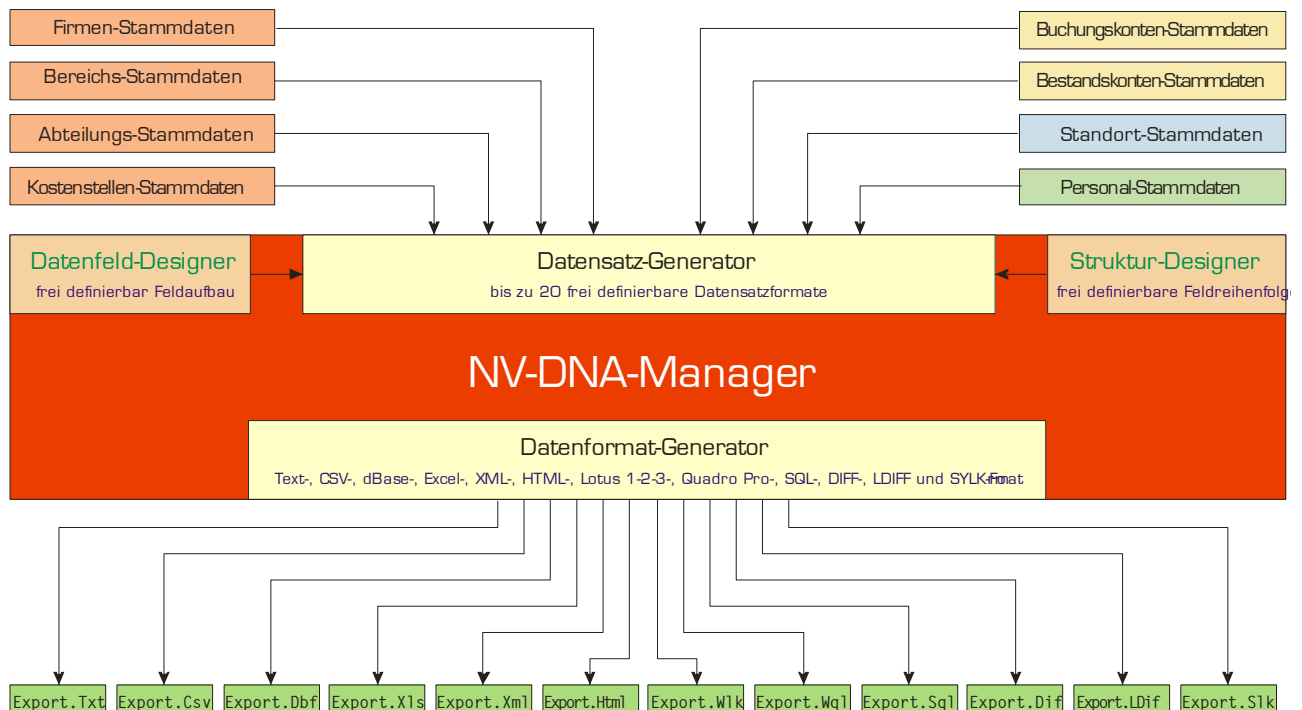 Firmen-Stammdaten
Bereichs-Stammdaten
Abteilungs-Stammdaten
Kostenstellen-Stammdaten
Buchungskonten-Stammdaten
Bestandskonten-Stammdaten
Standort-Stammdaten
Personal-Stammdaten
Datenfeld-Designer
frei definierbar Feldaufbau
Datensatz-Generator
bis zu 20 frei definierbare Datensatzformate
Struktur-Designer
frei definierbare Feldreihenfolge
NV-DNA-Manager
Datenformat-Generator
Text-, CSV-, dBase-, Excel-, XML-, HTML-, Lotus 1-2-3-, Quadro Pro-, SQL-, DIFF-, LDIFF und SYLK-
Export.Txt
Export.Csv
Export.Dbf
Export.Xls
Export.Xml
Export.Html
Export.Wlk
Export.Wql
Export.Sql
Export.Dif
Export.LDif
Export.Slk